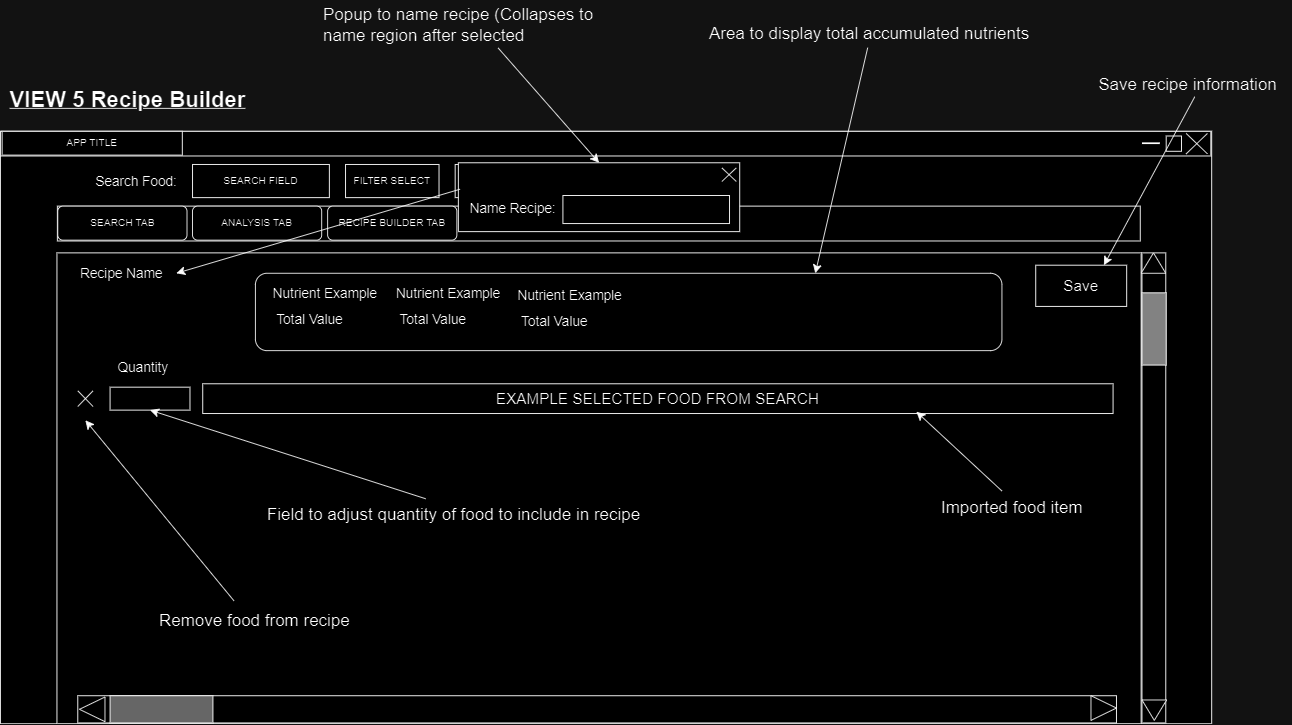 Popup to name recipe (Collapses to
name region after selected
Area to display total accumulated nutrients
Save recipe information
VIEW 5 Recipe Builder
APP TITLE
Search Food:
SEARCH FIELD
FILTER SELECT
Name Recipe:
SEARCH TAB
ANALYSIS TAB
RECIPE BUILDER TAB
Recipe Name
Nutrient Example
Nutrient Example
Nutrient Example
Total Value
Total Value
Total Value
Save
Quantity
EXAMPLE SELECTED FOOD FROM SEARCH
Field to adjust quantity of food to include in recipe
Imported food item
Remove food from recipe